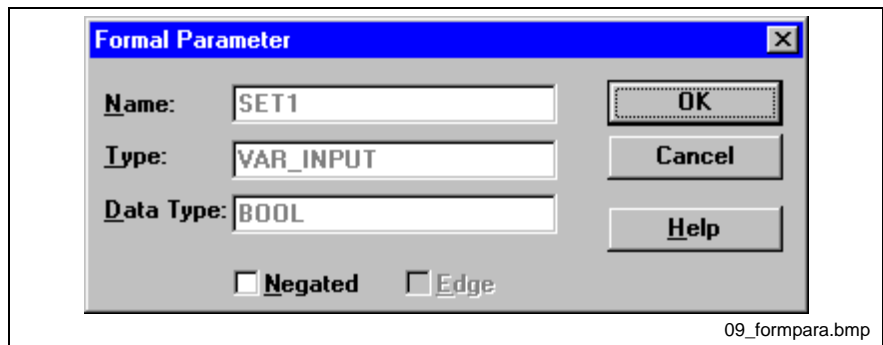 Formal Parameter
Name: SET1 OK
Type: VAR_INPUT Cancel
Data Type: BOOL Help
Negated Edge
09_formpara.bmp